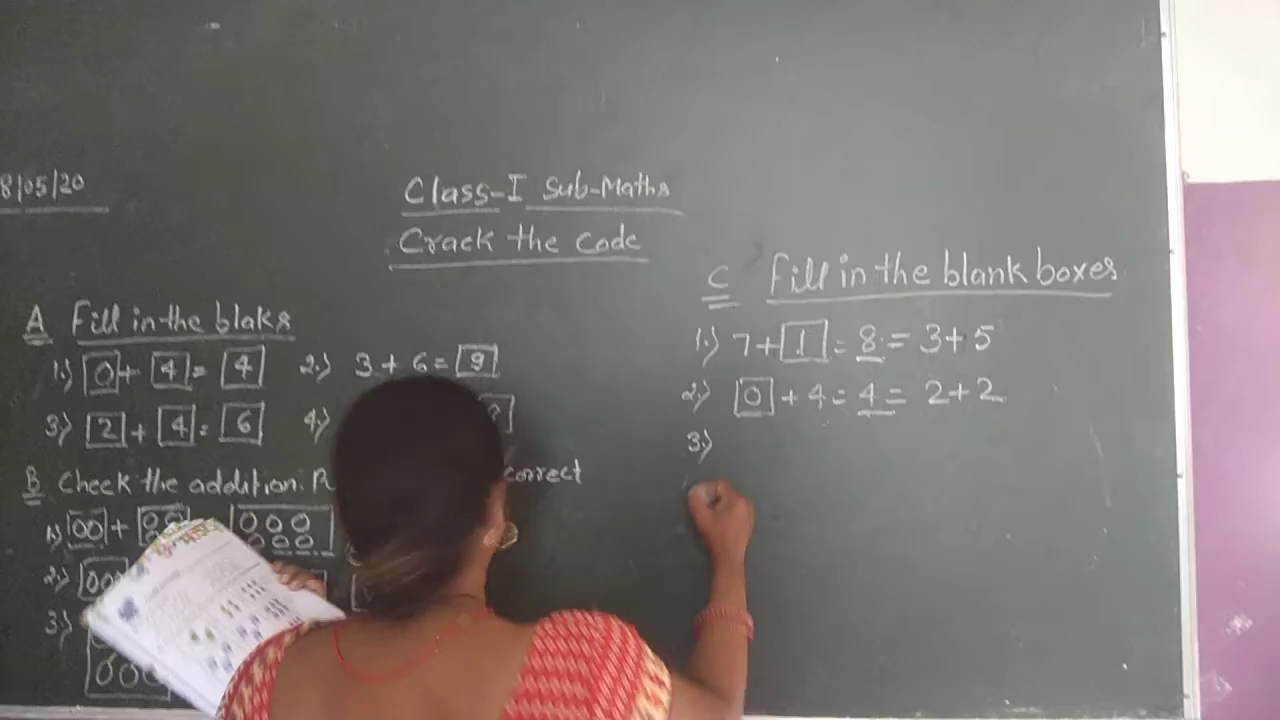 8/05/20
Class-I Sub-Maths
Crack the Code
A Fill in the blaks
1.) 0 + 4 = 4 2.) 3 + 6 = 9
3.) 2 + 4 = 6 4.)
B Check the addition. correct
1.) 00 + 00 000
2.) 00
3.)
000
C Fill in the blank boxes
1.) 7 + 1 = 8 = 3 + 5
2.) 0 + 4 = 4 = 2 + 2
3.)